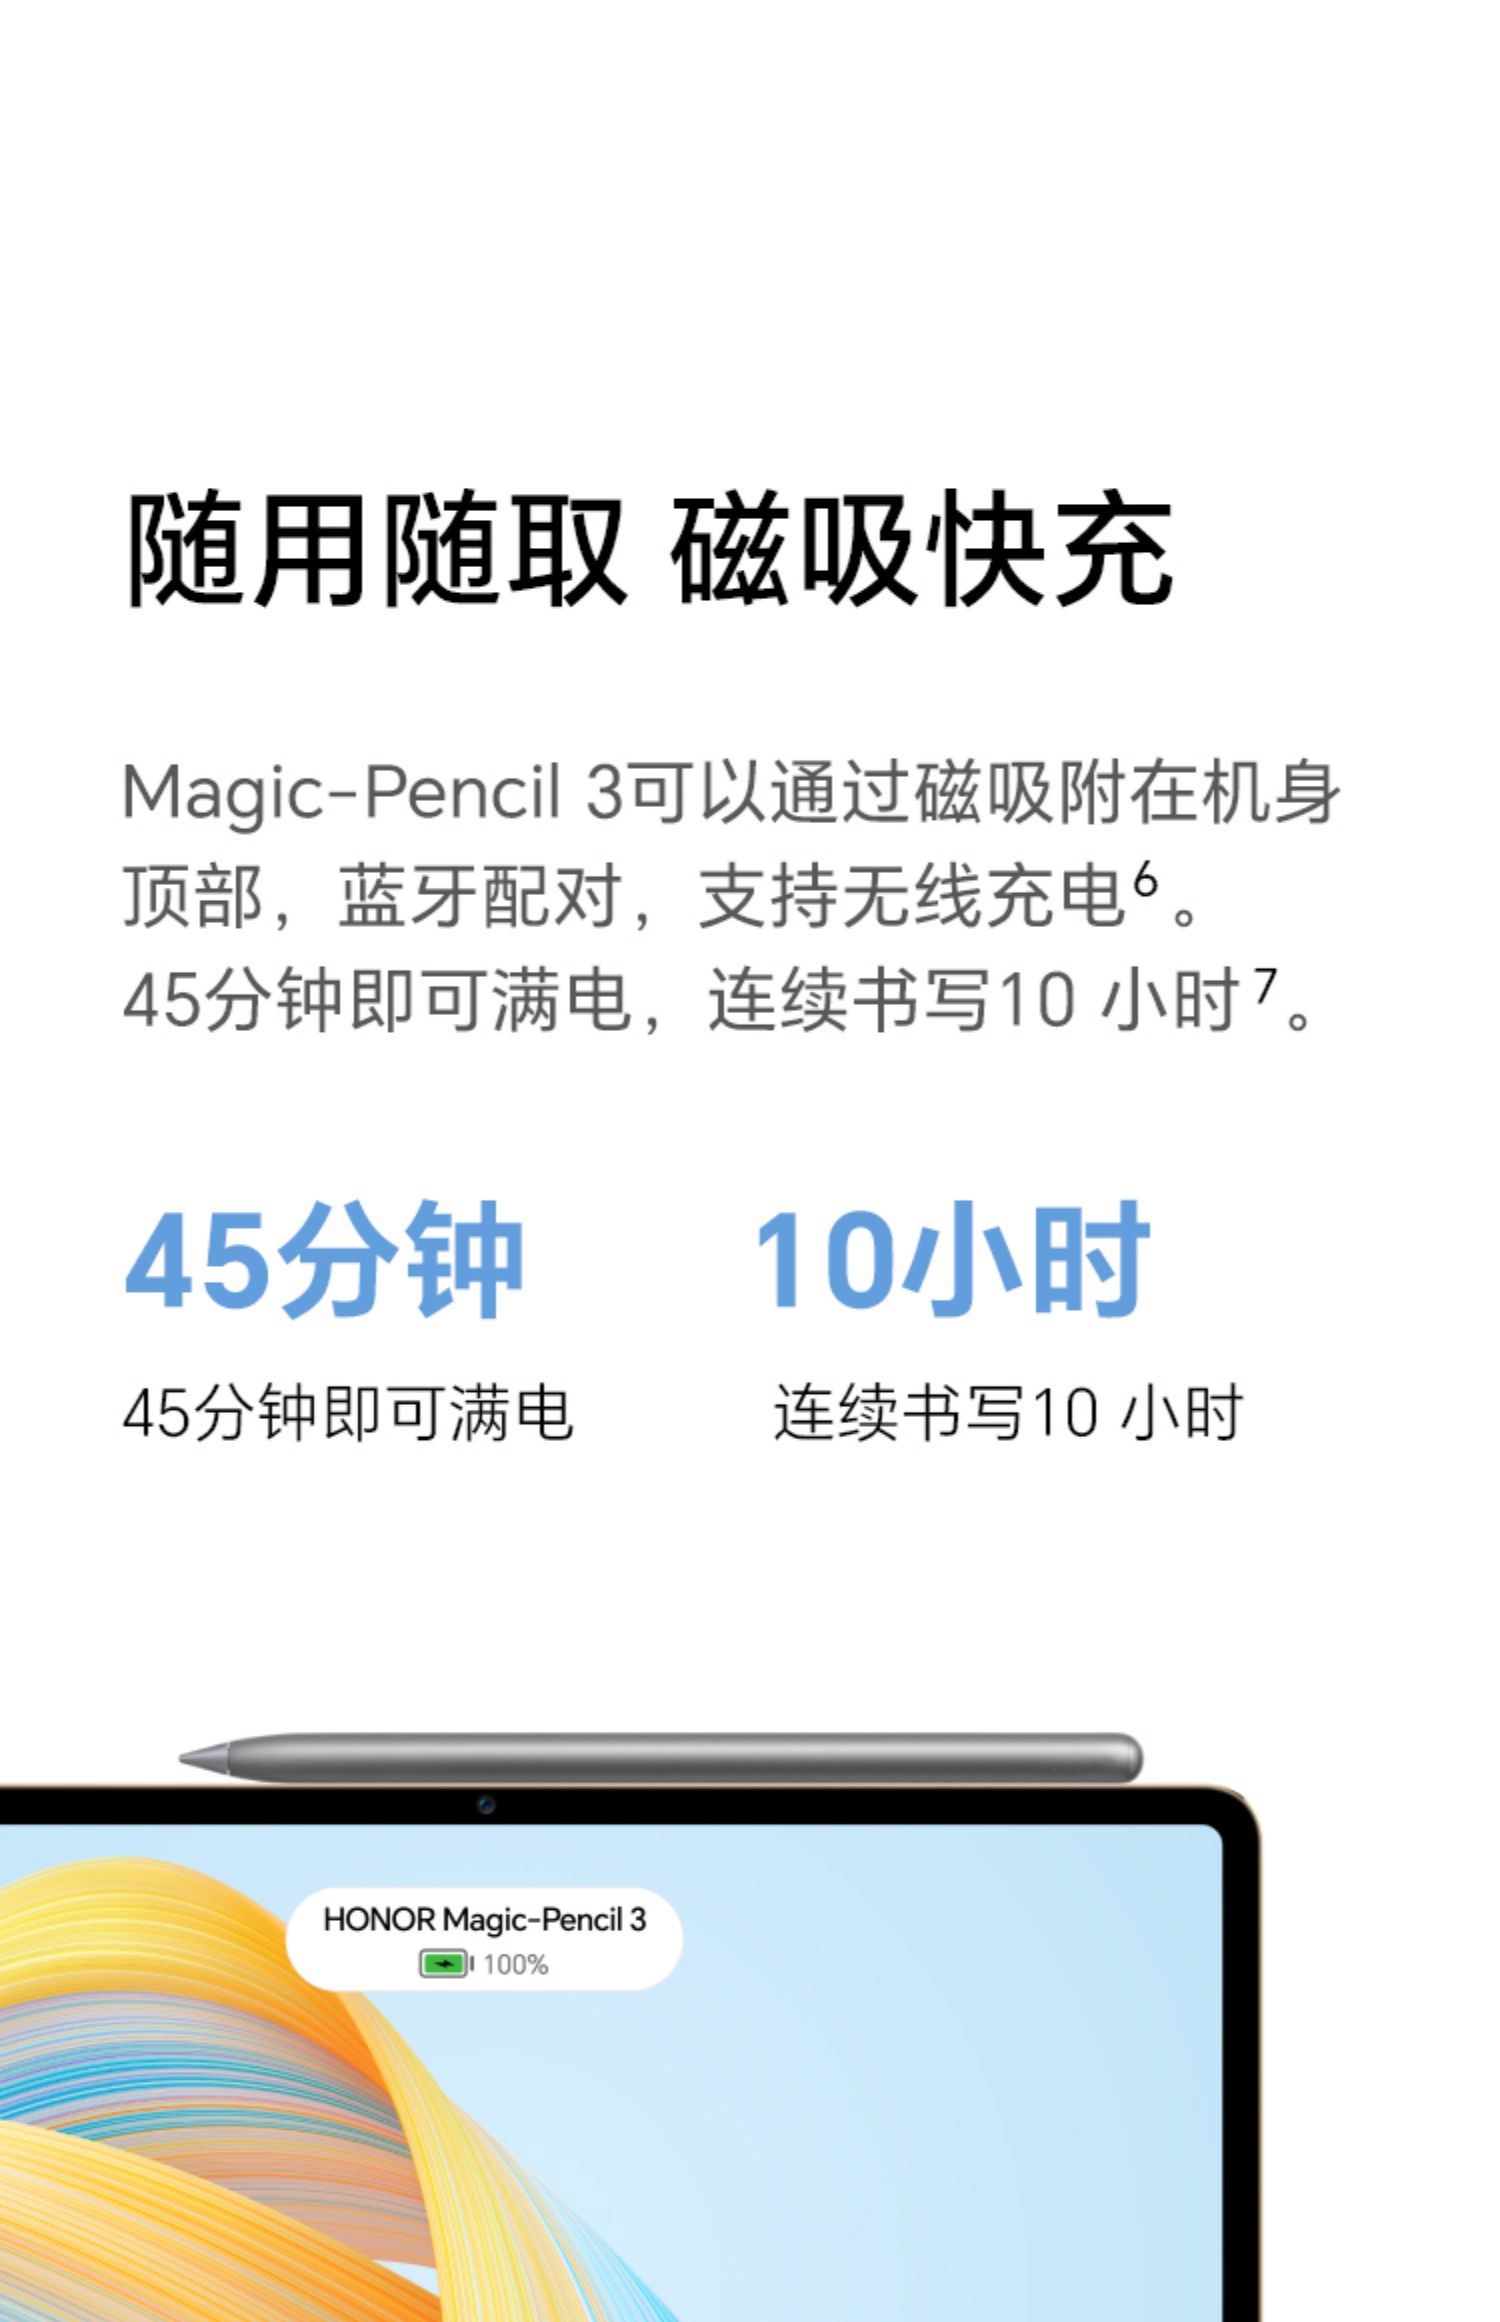 随用随取 磁吸快充
Magic-Pencil 3可以通过磁吸附在机身
顶部，蓝牙配对，支持无线充电⁶。
45分钟即可满电，连续书写10 小时⁷。
45分钟 10小时
45分钟即可满电 连续书写10 小时
HONOR Magic-Pencil 3
100%